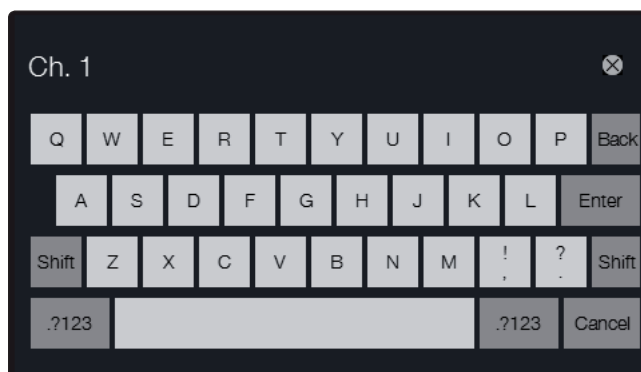 Ch. 1
Q W E R T Y U I O P Back
A S D F G H J K L Enter
Shift Z X C V B N M ! , ? . Shift
.?123 .?123 Cancel